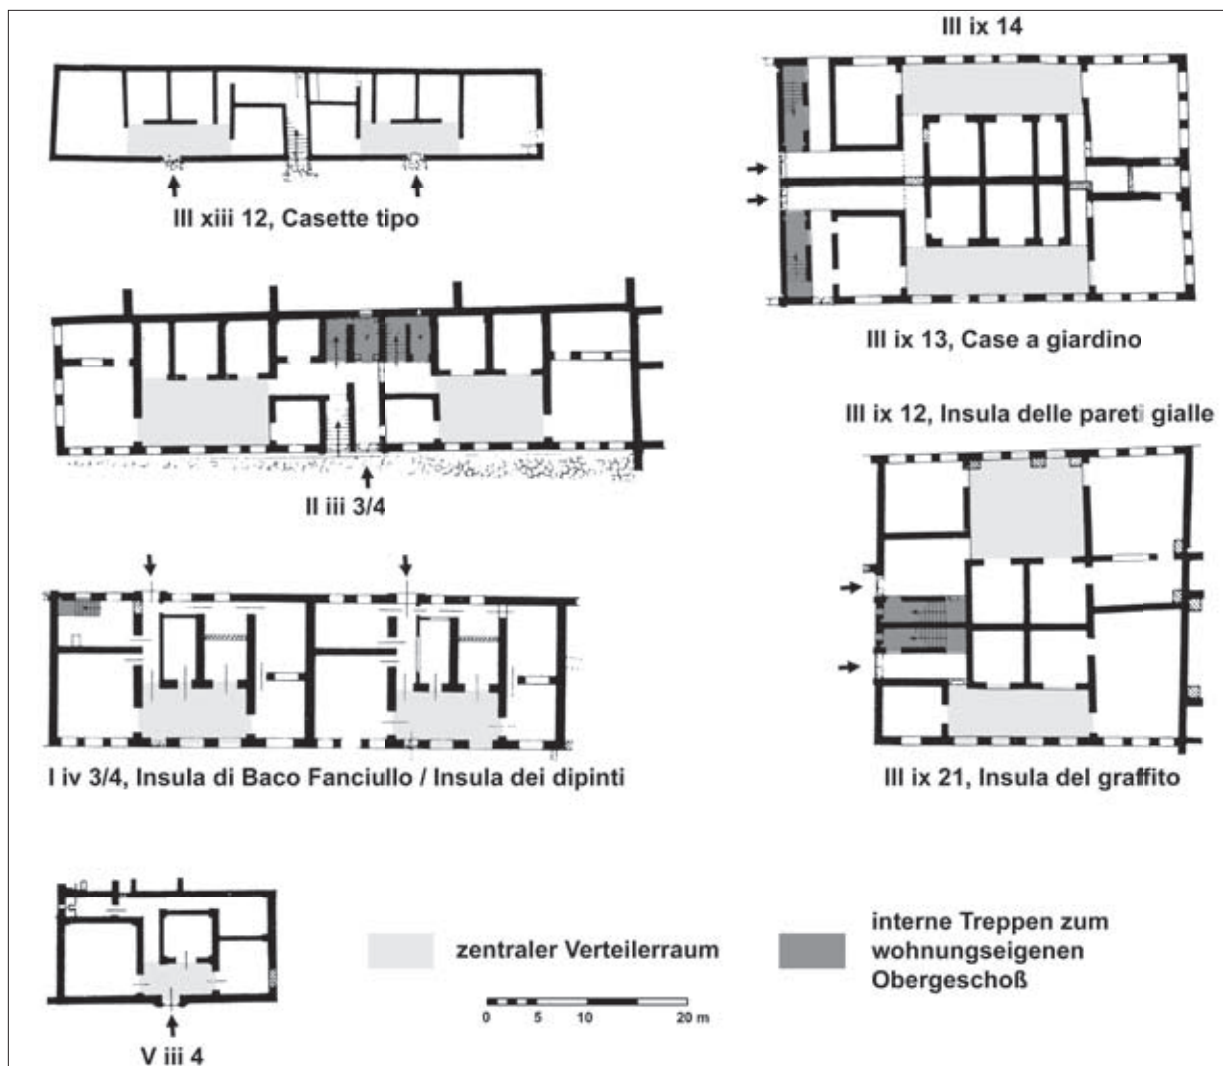 III ix 14
III xiii 12, Casette tipo
III ix 13, Case a giardino
II iii 3/4
III ix 12, Insula delle pareti gialle
I iv 3/4, Insula di Baco Fanciullo / Insula dei dipinti
III ix 21, Insula del graffito
V iii 4
zentraler Verteilerraum
interne Treppen zum
wohnungseigenen
Obergeschoß
0 5 10 20 m